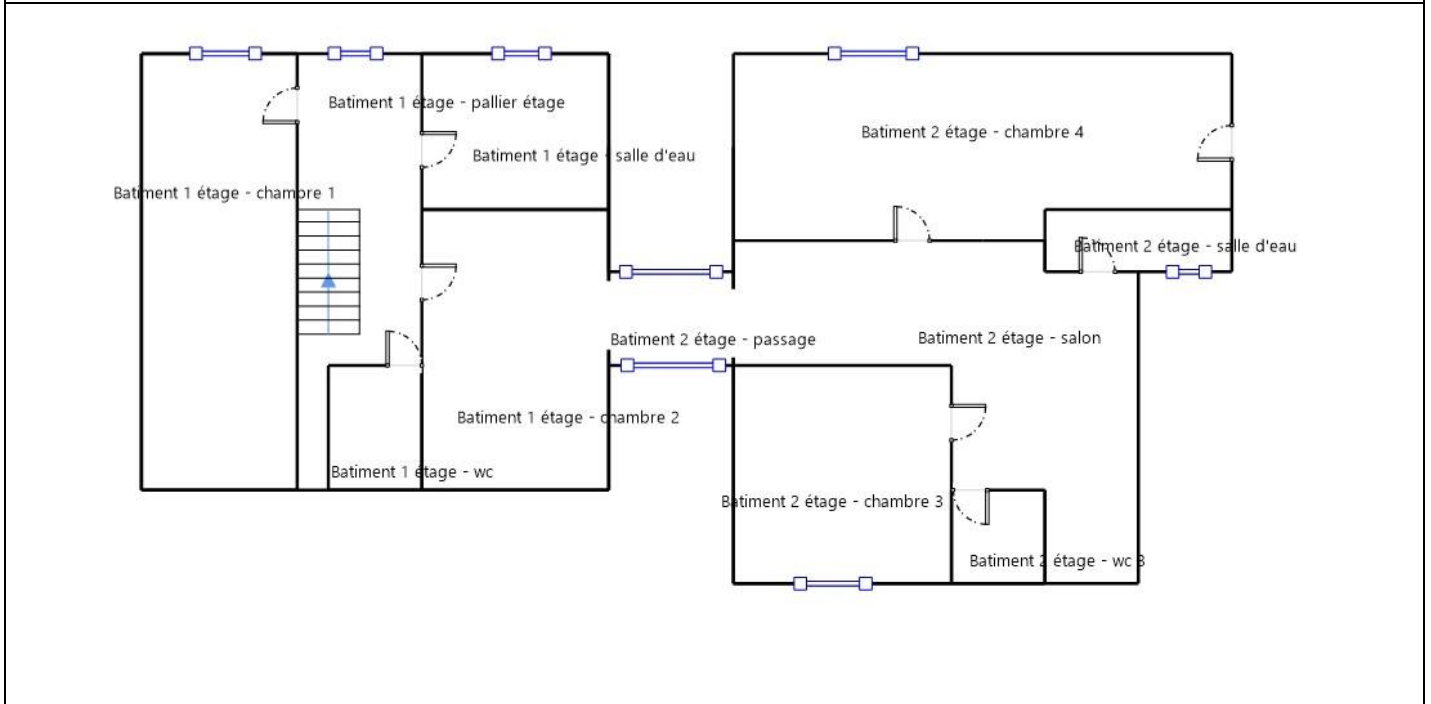 Batiment 1 étage - pallier étage
Batiment 2 étage - chambre 4
Batiment 1 étage - salle d'eau
Batiment 1 étage - chambre 1
Batiment 2 étage - salle d'eau
Batiment 2 étage - passage
Batiment 2 étage - salon
Batiment 1 étage - chambre 2
Batiment 1 étage - wc
Batiment 2 étage - chambre 3
Batiment 2 étage - wc 3